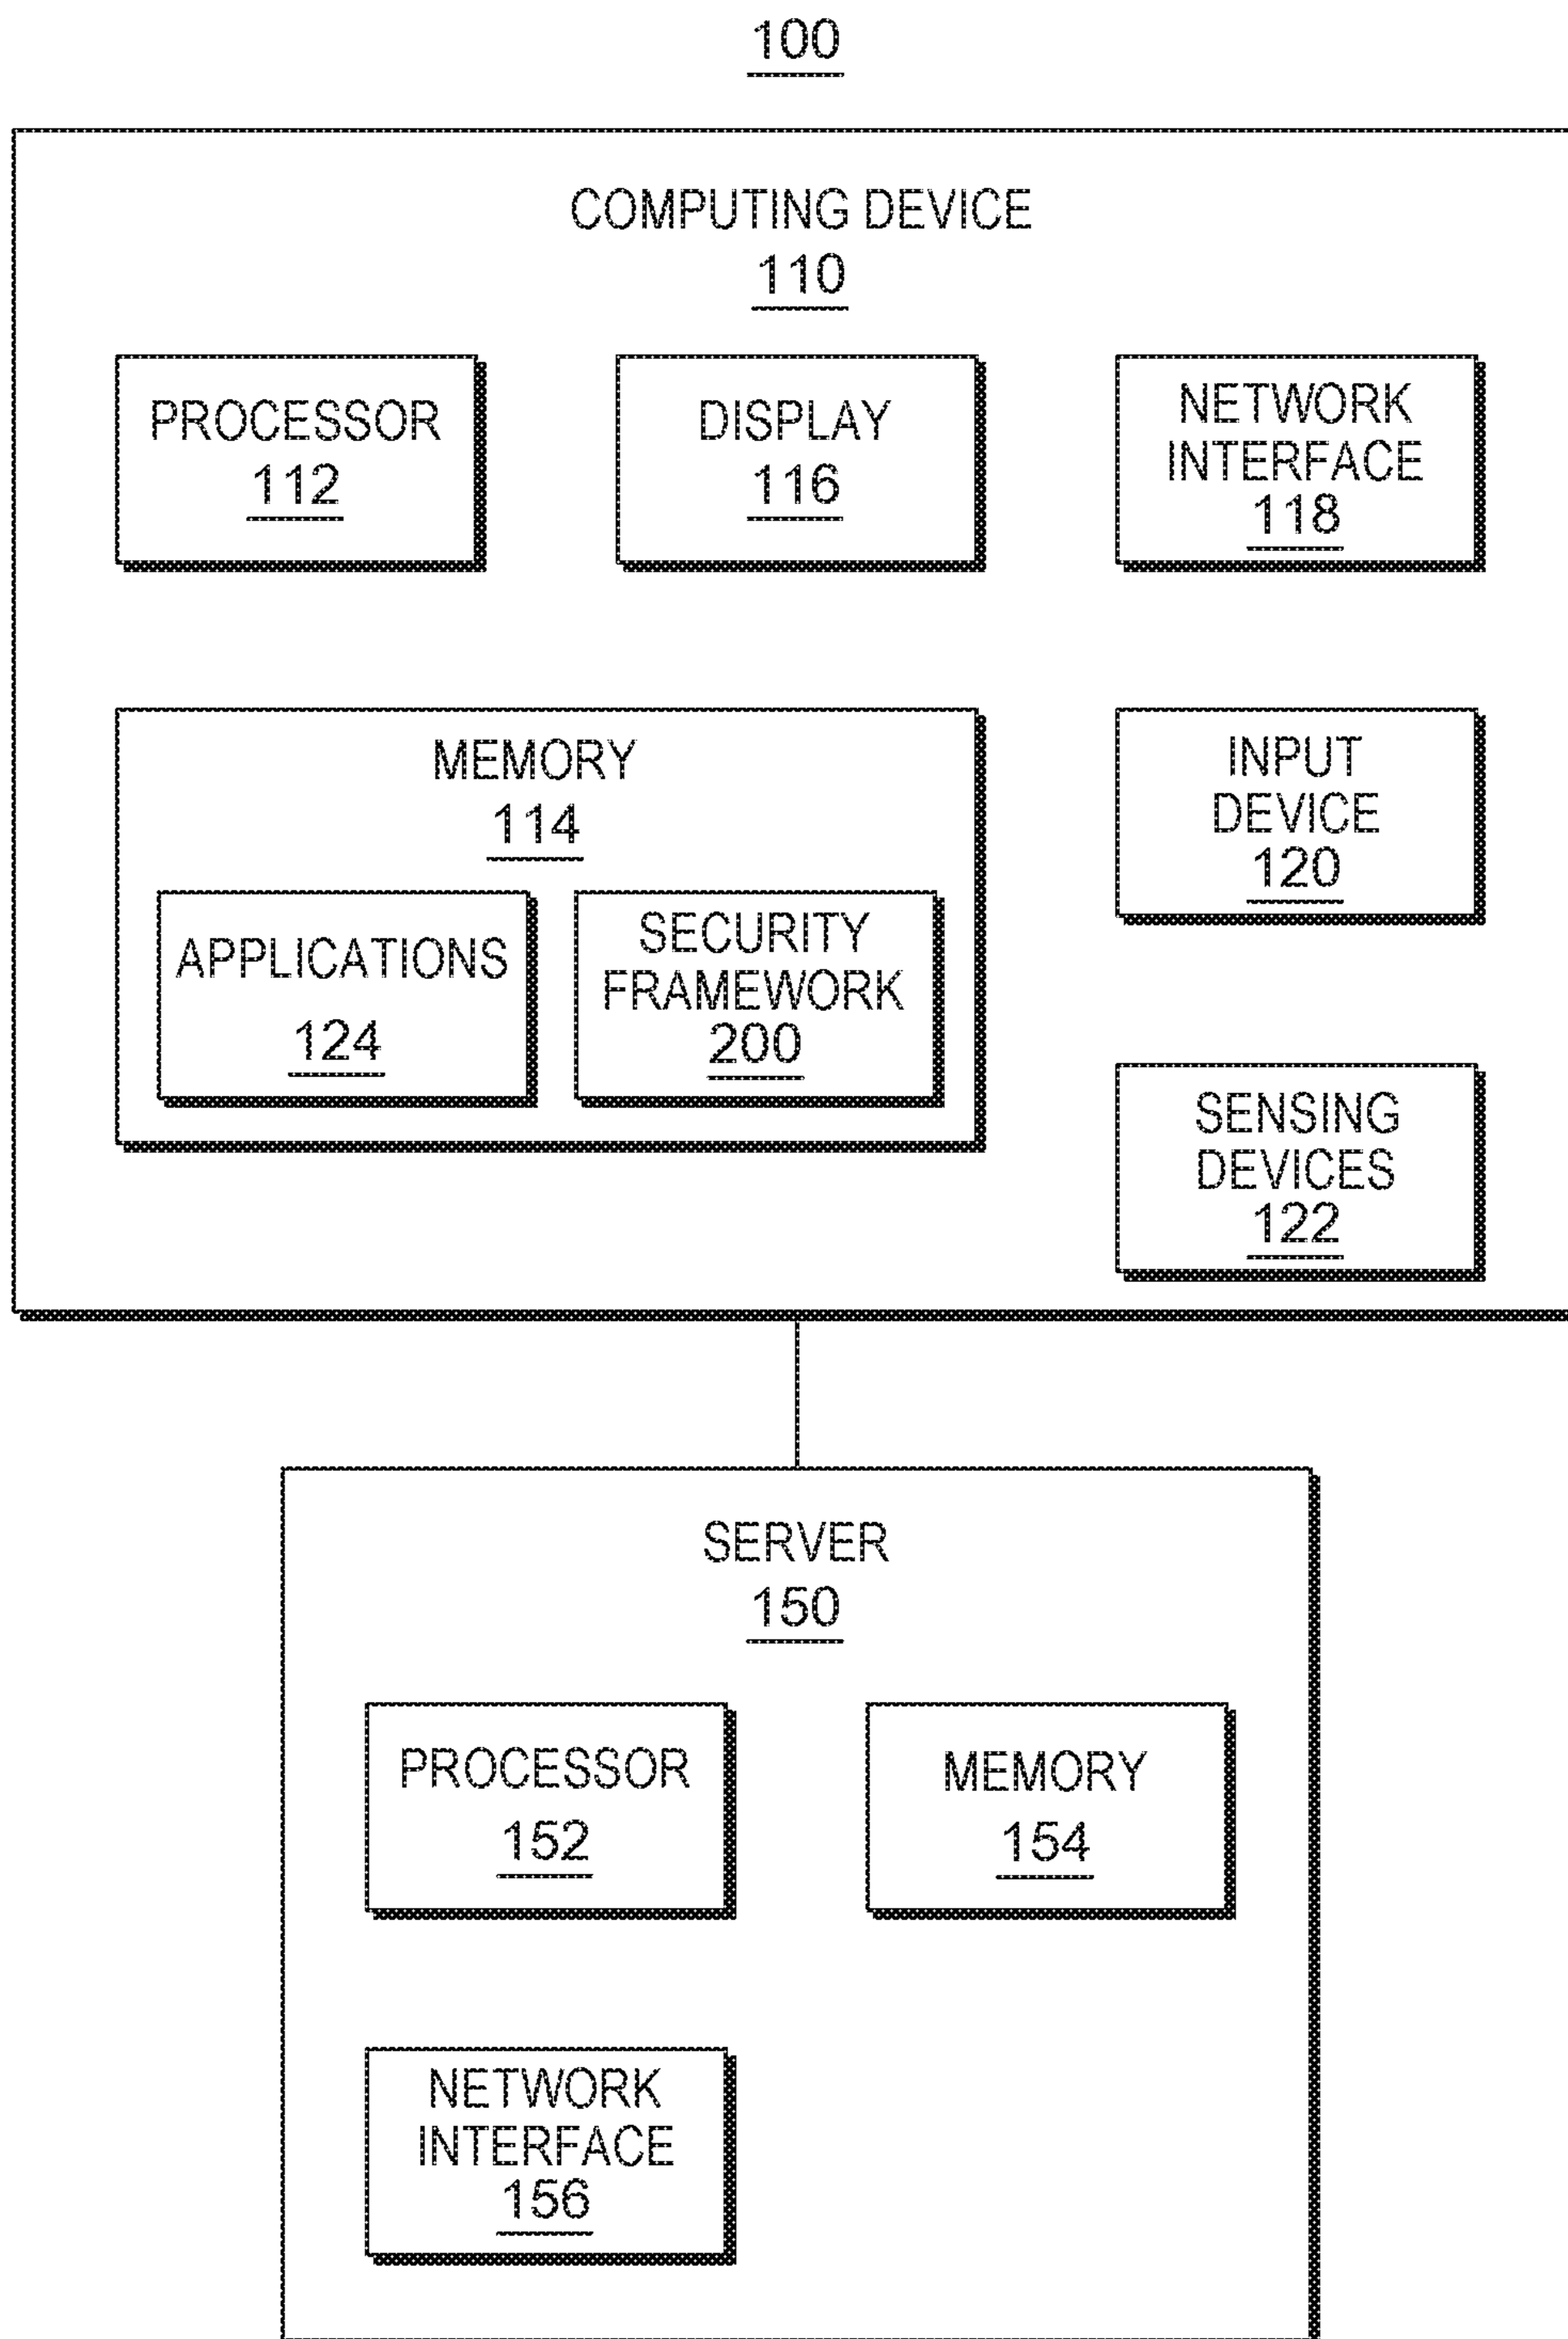 100
COMPUTING DEVICE
110
PROCESSOR
112
DISPLAY
116
NETWORK
INTERFACE
118
MEMORY
114
APPLICATIONS
124
SECURITY
FRAMEWORK
200
INPUT
DEVICE
120
SENSING
DEVICES
122
SERVER
150
PROCESSOR
152
MEMORY
154
NETWORK
INTERFACE
156